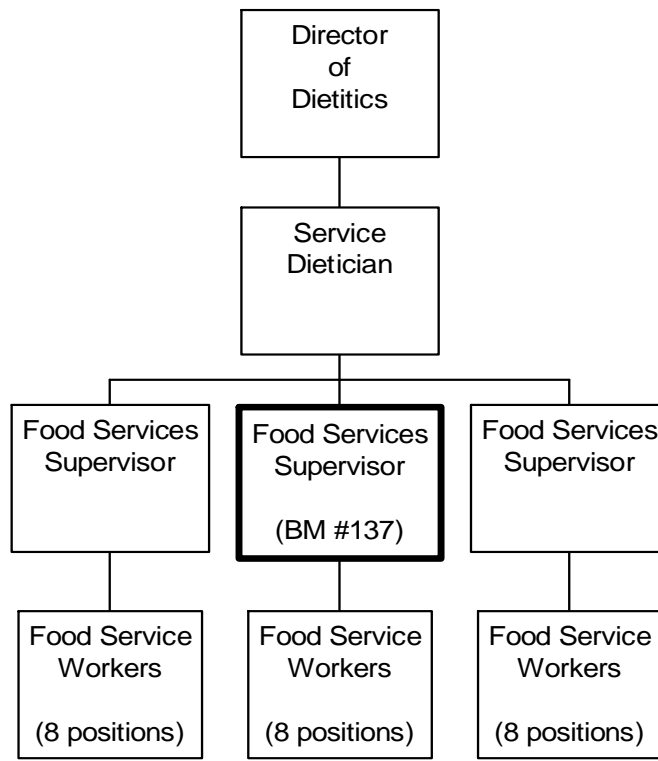 Director
of
Dietitics
Service
Dietician
Food Services
Supervisor
Food Services
Supervisor
(BM #137)
Food Services
Supervisor
Food Service
Workers
(8 positions)
Food Service
Workers
(8 positions)
Food Service
Workers
(8 positions)